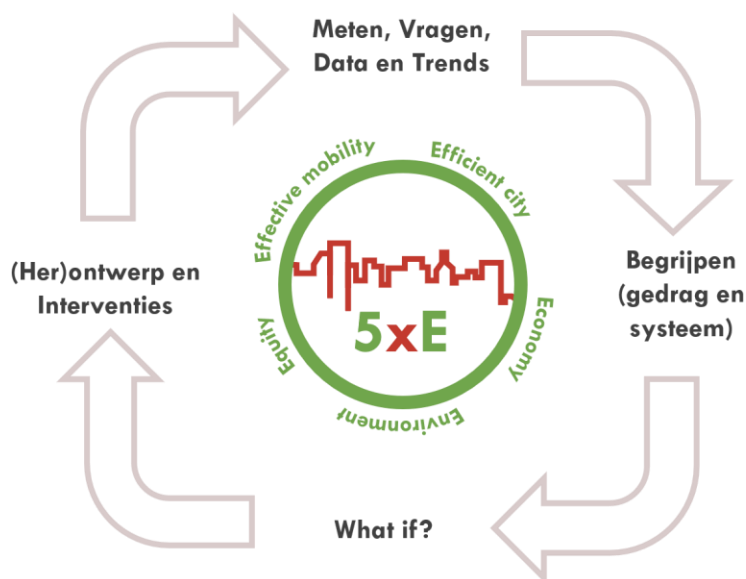 Meten, Vragen,
Data en Trends
Effective mobility
Efficient city
(Her)ontwerp en
Interventies
Begrijpen
(gedrag en
systeem)
5xE
Equity
Economy
Environment
What if?